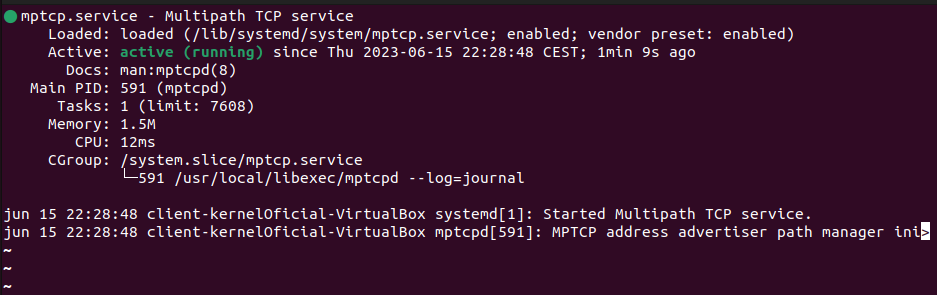 ● mptcp.service - Multipath TCP service
     Loaded: loaded (/lib/systemd/system/mptcp.service; enabled; vendor preset: enabled)
     Active: active (running) since Thu 2023-06-15 22:28:48 CEST; 1min 9s ago
       Docs: man:mptcpd(8)
   Main PID: 591 (mptcpd)
      Tasks: 1 (limit: 7608)
     Memory: 1.5M
        CPU: 12ms
     CGroup: /system.slice/mptcp.service
             └─591 /usr/local/libexec/mptcpd --log=journal

jun 15 22:28:48 client-kernelOficial-VirtualBox systemd[1]: Started Multipath TCP service.
jun 15 22:28:48 client-kernelOficial-VirtualBox mptcpd[591]: MPTCP address advertiser path manager ini>
~
~
~